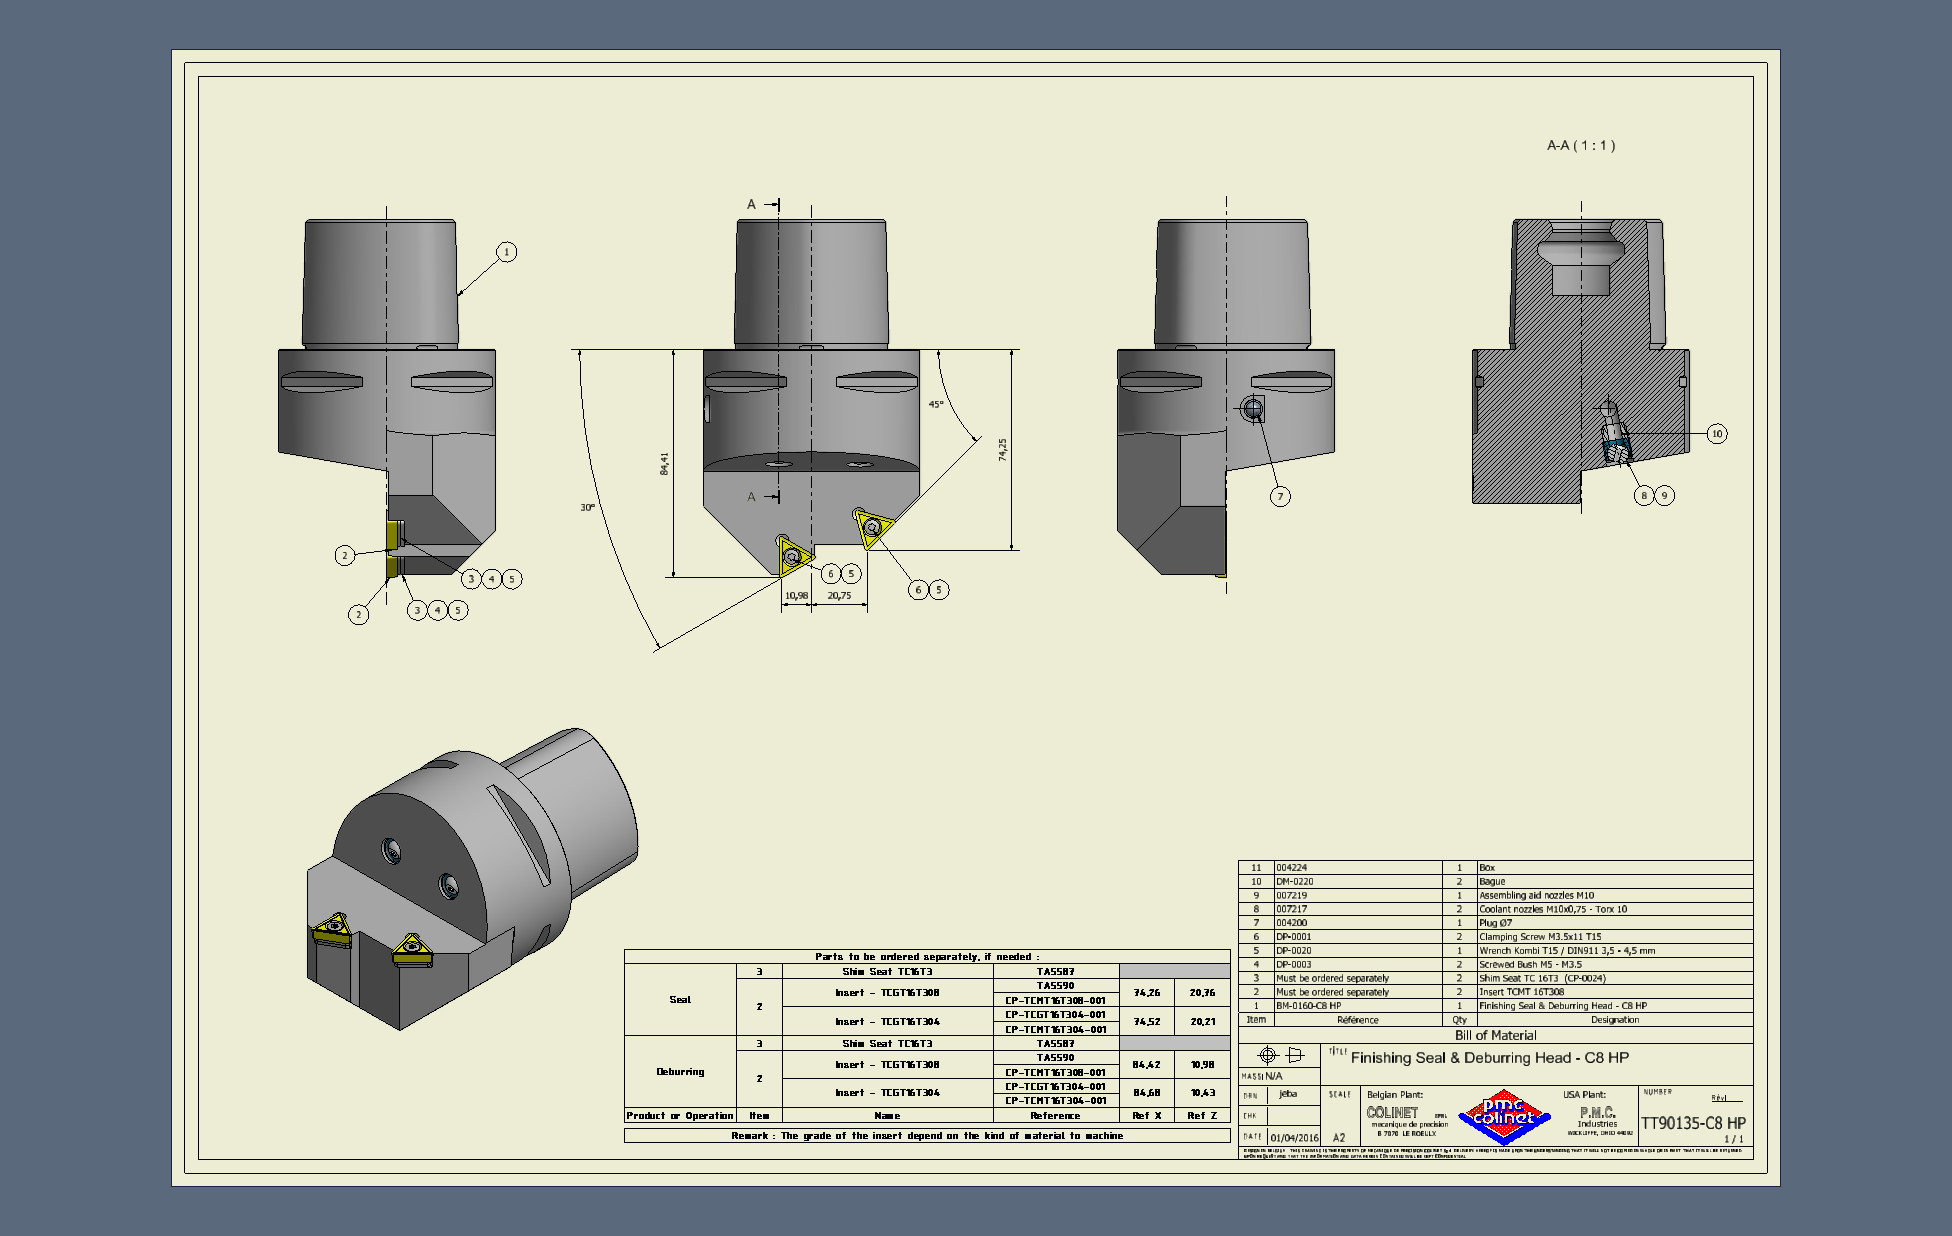 A-A ( 1 : 1 )
A
1
45°
84,41
74,25
A
30°
10
7
8 9
2
3 4 5
2
3 4 5
6 5
6 5
10,98
20,75
11 004224 1 Box
10 DM-0220 2 Bague
9 007219 1 Assembling aid nozzles M10
8 007217 2 Coolant nozzles M10x0,75 - Torx 10
7 004200 1 Plug Ø7
6 DP-0001 2 Clamping Screw M3.5x11 T15
5 DP-0020 1 Wrench Kombi T15 / DIN911 3,5 - 4,5 mm
4 DP-0003 2 Screwed Bush M5 - M3.5
3 Must be ordered separately 2 Shim Seat TC 16T3 (CP-0024)
2 Must be ordered separately 2 Insert TCMT 16T308
1 BM-0160-C8 HP 1 Finishing Seal & Deburring Head - C8 HP
Item Référence Qty Designation
Bill of Material
TITLE Finishing Seal & Deburring Head - C8 HP
MASSI N/A
DRN jeba
CHK
DATE 01/04/2016
SCALE
A2
Belgian Plant:
COLINET SPRL
mecanique de precision
B 7070 LE ROEULX
pmc
colinet
USA Plant:
P.M.C.
Industries
WICKLIFFE, OHIO 44092
NUMBER
Rév
TT90135-C8 HP
1 / 1
Parts to be ordered separately, if needed :
Seal
3 Shim Seat TC16T3 TA5587
2 Insert - TCGT16T308 TA5590 74,26 20,76
CP-TCMT16T308-001
Insert - TCGT16T304 CP-TCGT16T304-001 74,52 20,21
CP-TCMT16T304-001
Deburring
3 Shim Seat TC16T3 TA5587
2 Insert - TCGT16T308 TA5590 84,42 10,98
CP-TCMT16T308-001
Insert - TCGT16T304 CP-TCGT16T304-001 84,68 10,43
CP-TCMT16T304-001
Product or Operation Item Name Reference Ref X Ref Z
Remark : The grade of the insert depend on the kind of material to machine